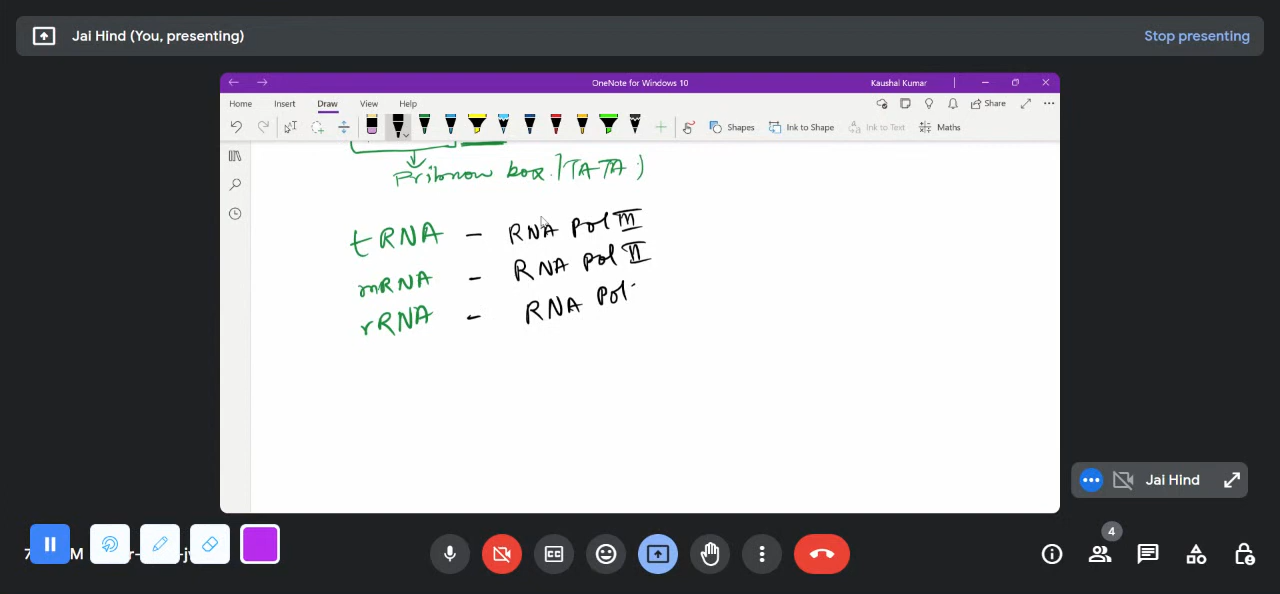 Jai Hind (You, presenting)
Stop presenting
OneNote for Windows 10
Kaushal Kumar
Home Insert Draw View Help
Share
Shapes Ink to Shape Ink to Text Maths
Pribnow box. (TATA)
tRNA - RNA Pol III
mRNA - RNA Pol II
rRNA - RNA Pol
Jai Hind
4